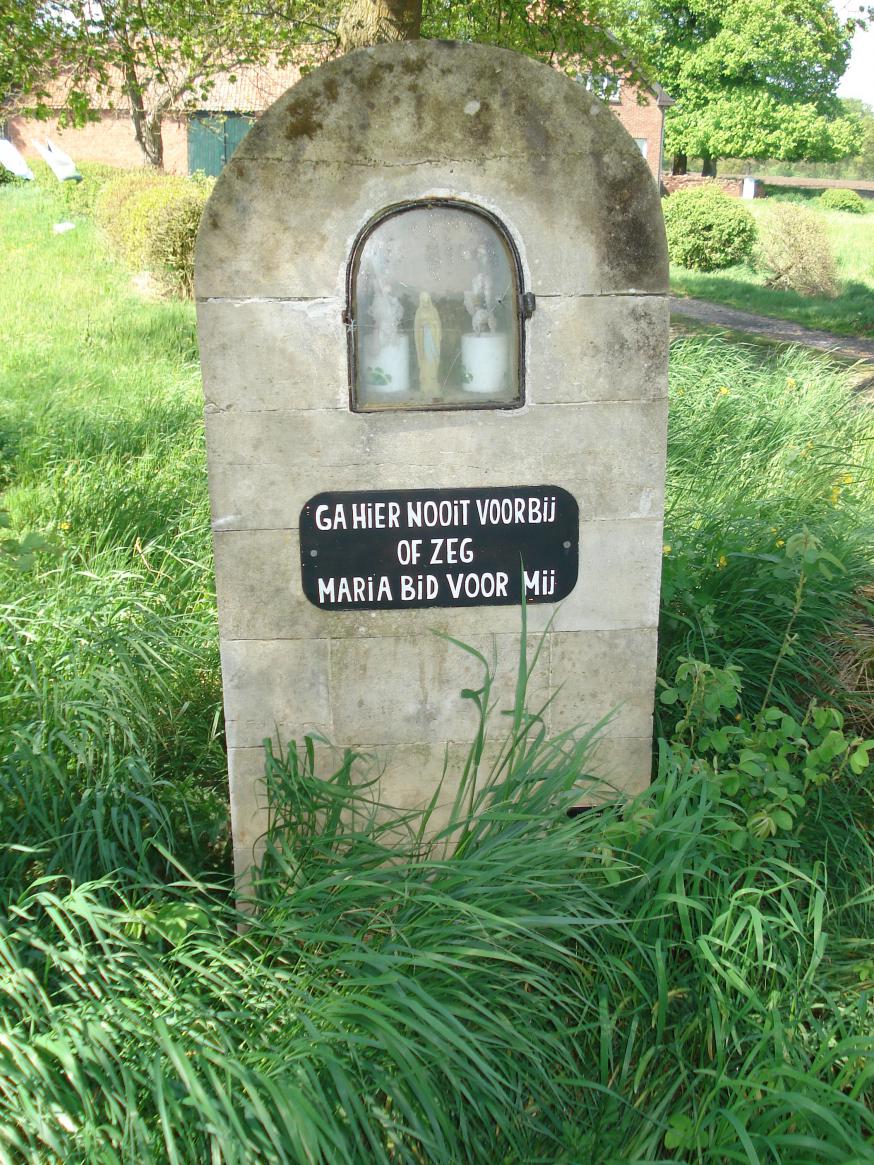 GA HiER NOOiT VOORBij
OF ZEG
MARiA BiD VOOR Mij